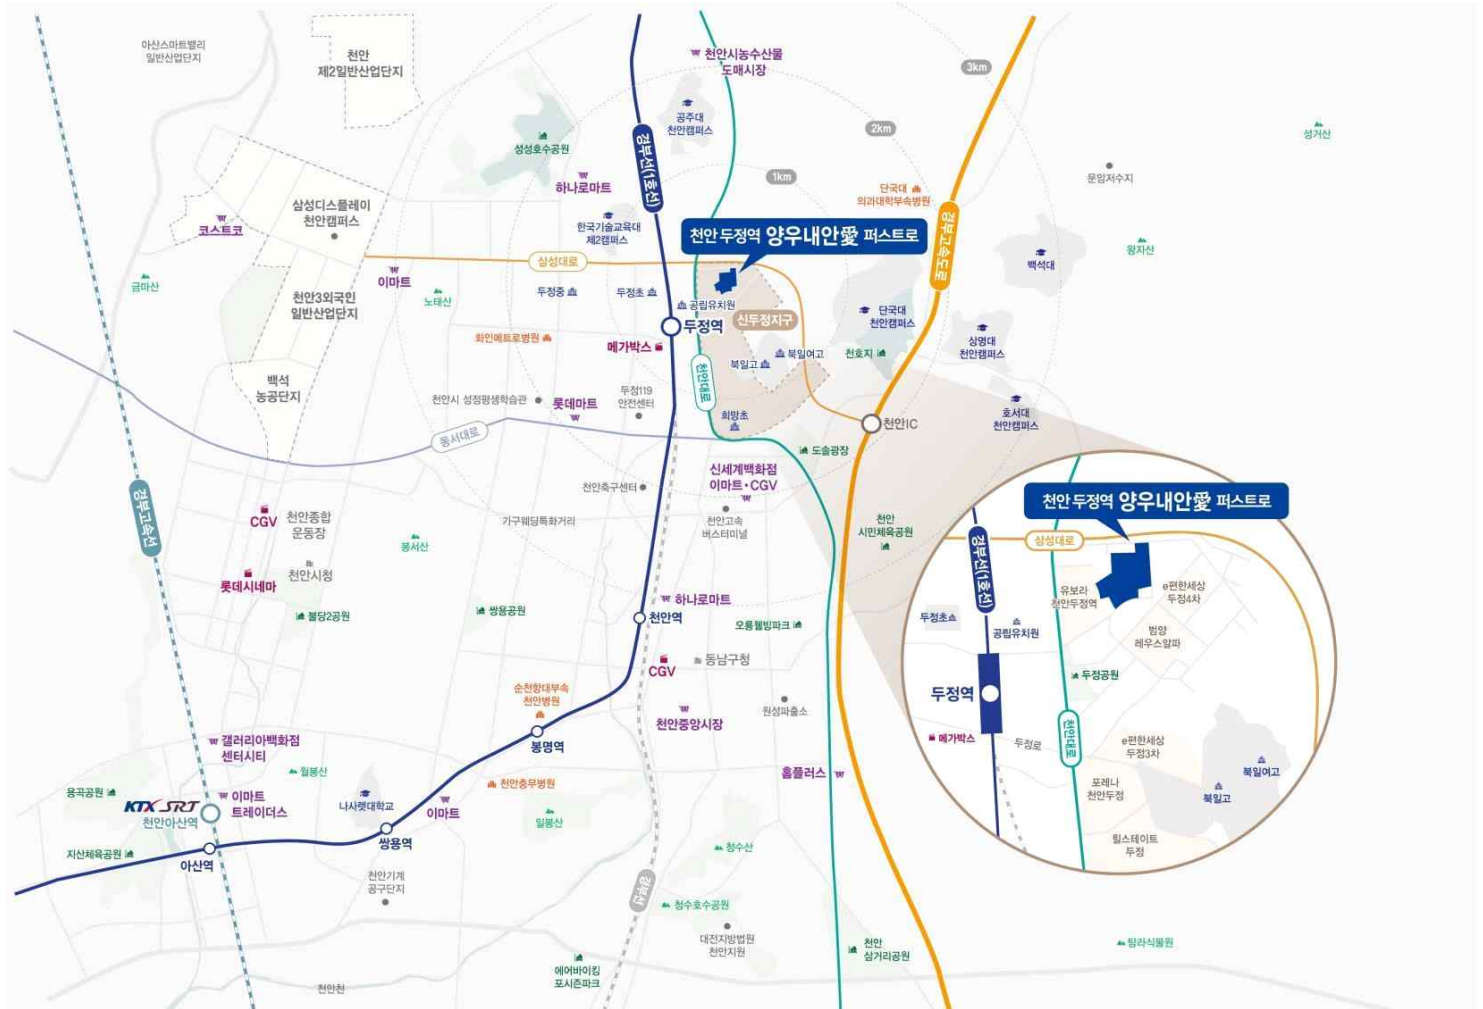 아산스마트밸리
일반산업단지
천안
제2일반산업단지
천안시농수산물
도매시장
3km
공주대
천안캠퍼스
2km
성거산
성성호수공원
경부선(1호선)
하나로마트
1km
문암저수지
단국대
의과대학부속병원
삼성디스플레이
천안캠퍼스
코스트코
한국기술교육대
제2캠퍼스
천안 두정역 양우내안愛 퍼스트로
경부고속도로
왕자산
백석대
삼성대로
금마산
이마트
노태산
두정중
두정초
공립유치원
천안3외국인
일반산업단지
신두정지구
단국대
천안캠퍼스
두정역
상명대
천안캠퍼스
화인메트로병원
메가박스
북일고
북일여고
천호지
백석
농공단지
천안대로
두정119
안전센터
천안시 성정평생학습관
롯데마트
희망초
호서대
천안캠퍼스
천안IC
동서대로
도솔광장
신세계백화점
이마트·CGV
천안축구센터
경부고속선
CGV
천안종합
운동장
가구웨딩특화거리
천안고속
버스터미널
천안
시민체육공원
봉서산
롯데시네마
천안시청
하나로마트
불당2공원
쌍용공원
천안역
오룡웰빙파크
CGV
동남구청
순천향대부속
천안병원
원성파출소
천안중앙시장
봉명역
갤러리아백화점
센터시티
월봉산
홈플러스
천안충무병원
용곡공원
KTX SRT
천안아산역
이마트
트레이더스
나사렛대학교
이마트
일봉산
쌍용역
지산체육공원
아산역
청수산
천안기계
공구단지
경부선
청수호수공원
대전지방법원
천안지원
천안
삼거리공원
탐라식물원
에어바이킹
포시즌파크
천안천
천안 두정역 양우내안愛 퍼스트로
경부선(1호선)
삼성대로
유보라
천안두정역
e편한세상
두정4차
두정초
공립유치원
범양
레우스알파
두정공원
두정역
천안대로
메가박스
두정로
e편한세상
두정3차
포레나
천안두정
북일여고
북일고
힐스테이트
두정